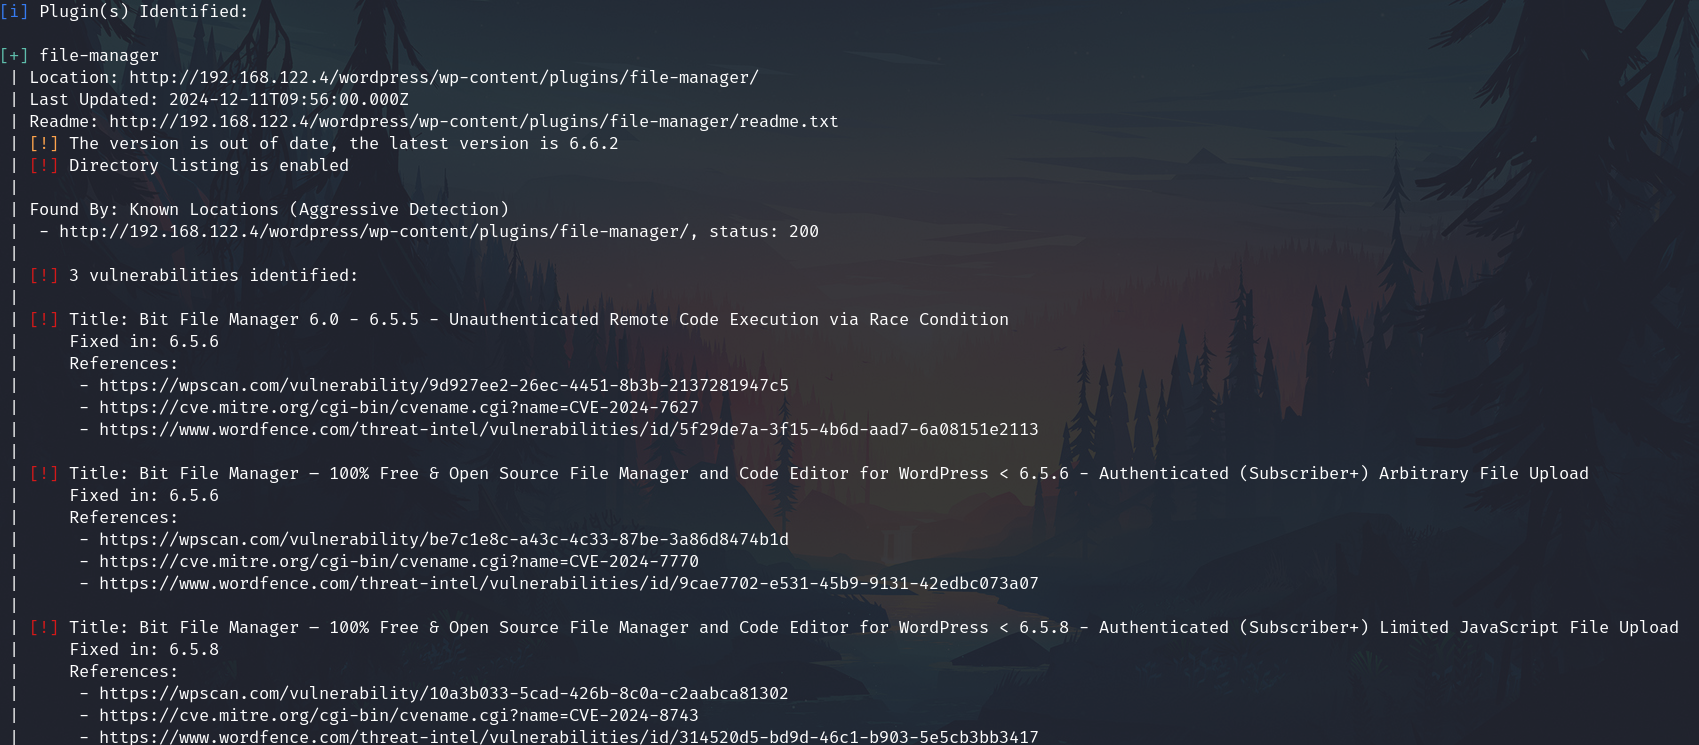 [i] Plugin(s) Identified:

[+] file-manager
 | Location: http://192.168.122.4/wordpress/wp-content/plugins/file-manager/
 | Last Updated: 2024-12-11T09:56:00.000Z
 | Readme: http://192.168.122.4/wordpress/wp-content/plugins/file-manager/readme.txt
 | [!] The version is out of date, the latest version is 6.6.2
 | [!] Directory listing is enabled
 |
 | Found By: Known Locations (Aggressive Detection)
 |  - http://192.168.122.4/wordpress/wp-content/plugins/file-manager/, status: 200
 |
 | [!] 3 vulnerabilities identified:
 |
 | [!] Title: Bit File Manager 6.0 - 6.5.5 - Unauthenticated Remote Code Execution via Race Condition
 |     Fixed in: 6.5.6
 |     References:
 |      - https://wpscan.com/vulnerability/9d927ee2-26ec-4451-8b3b-2137281947c5
 |      - https://cve.mitre.org/cgi-bin/cvename.cgi?name=CVE-2024-7627
 |      - https://www.wordfence.com/threat-intel/vulnerabilities/id/5f29de7a-3f15-4b6d-aad7-6a08151e2113
 |
 | [!] Title: Bit File Manager – 100% Free & Open Source File Manager and Code Editor for WordPress < 6.5.6 - Authenticated (Subscriber+) Arbitrary File Upload
 |     Fixed in: 6.5.6
 |     References:
 |      - https://wpscan.com/vulnerability/be7c1e8c-a43c-4c33-87be-3a86d8474b1d
 |      - https://cve.mitre.org/cgi-bin/cvename.cgi?name=CVE-2024-7770
 |      - https://www.wordfence.com/threat-intel/vulnerabilities/id/9cae7702-e531-45b9-9131-42edbc073a07
 |
 | [!] Title: Bit File Manager – 100% Free & Open Source File Manager and Code Editor for WordPress < 6.5.8 - Authenticated (Subscriber+) Limited JavaScript File Upload
 |     Fixed in: 6.5.8
 |     References:
 |      - https://wpscan.com/vulnerability/10a3b033-5cad-426b-8c0a-c2aabca81302
 |      - https://cve.mitre.org/cgi-bin/cvename.cgi?name=CVE-2024-8743
 |      - https://www.wordfence.com/threat-intel/vulnerabilities/id/314520d5-bd9d-46c1-b903-5e5cb3bb3417